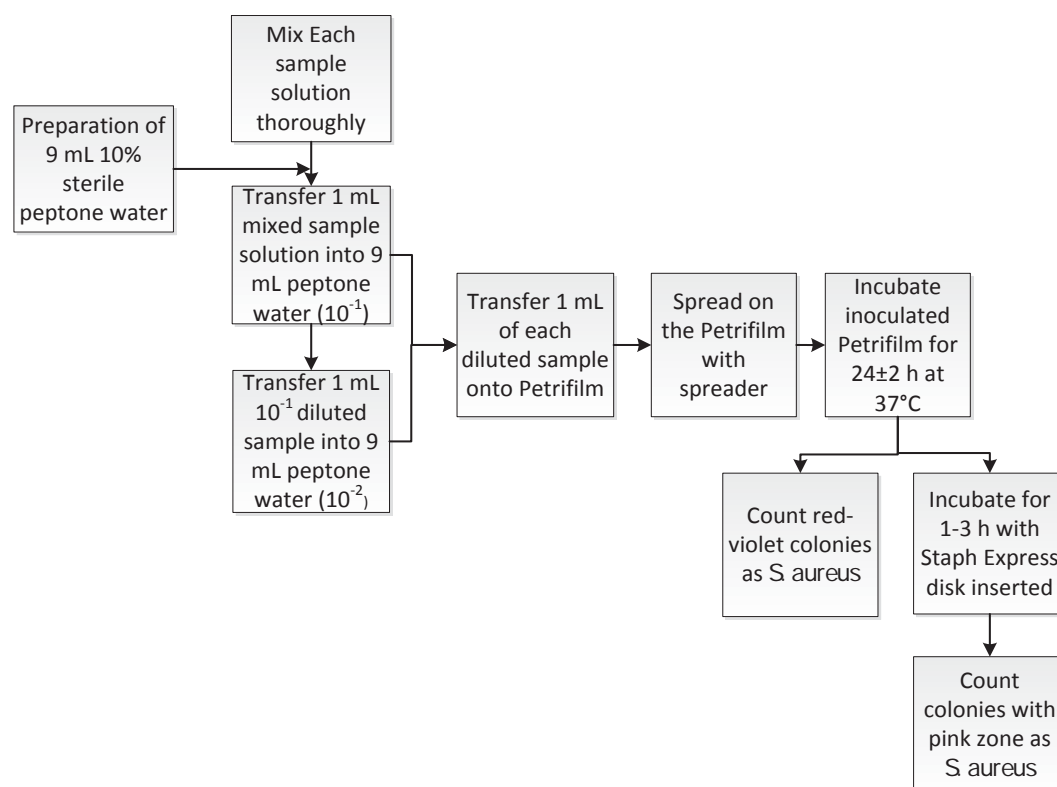 Mix Each
sample
solution
thoroughly
Preparation of
9 mL 10%
sterile
peptone water
Transfer 1 mL
mixed sample
solution into 9
mL peptone
water (10⁻¹)
Transfer 1 mL
10⁻¹ diluted
sample into 9
mL peptone
water (10⁻²)
Transfer 1 mL
of each
diluted sample
onto Petrifilm
Spread on
the Petrifilm
with
spreader
Incubate
inoculated
Petrifilm for
24±2 h at
37°C
Count red-
violet colonies
as S. aureus
Incubate for
1-3 h with
Staph Express
disk inserted
Count
colonies with
pink zone as
S. aureus